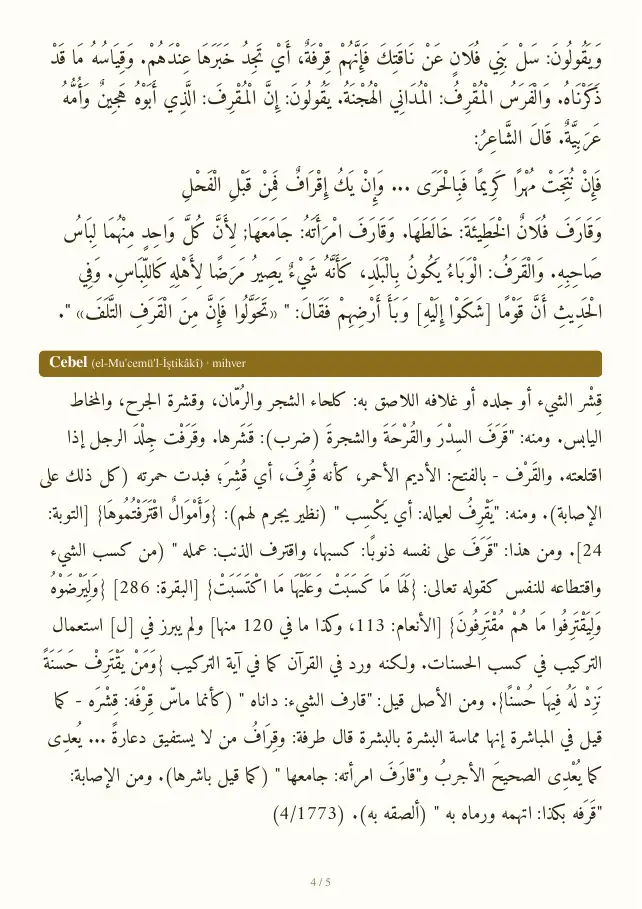 وَيَقُولُونَ: سَلْ بَنِي فُلَانٍ عَنْ نَاقَتِكَ فَإِنَّهُمْ قِرْفَةٌ، أَيْ تَجِدُ خَبَرَهَا عِنْدَهُمْ. وَقِيَاسُهُ مَا قَدْ
ذَكَرْنَاهُ. وَالْفَرَسُ الْمُقْرِفُ: الْمُدَانِي الْهُجْنَةَ. يَقُولُونَ: إِنَّ الْمُقْرِفَ: الَّذِي أَبَوْهُ هَجِينٌ وَأُمُّهُ
عَرَبِيَّةٌ. قَالَ الشَّاعِرُ:
فَإِنْ نُتِجَتْ مُهْرًا كَرِيمًا فَبِالْحَرَى ... وَإِنْ يَكُ إِقْرَافٌ فَمِنْ قَبْلِ الْفَحْلِ
وَقَارَفَ فُلَانٌ الْخَطِيئَةَ: خَالَطَهَا. وَقَارَفَ امْرَأَتَهُ: جَامَعَهَا; لِأَنَّ كُلَّ وَاحِدٍ مِنْهُمَا لِبَاسُ
صَاحِبِهِ. وَالْقَرَفُ: الْوَبَاءُ يَكُونُ بِالْبَلَدِ، كَأَنَّهُ شَيْءٌ يَصِيرُ مَرَضًا لِأَهْلِهِ كَاللِّبَاسِ. وَفِي
الْحَدِيثِ أَنَّ قَوْمًا [شَكَوْا إِلَيْهِ] وَبَأَ أَرْضِهِمْ فَقَالَ: " «تَحَوَّلُوا فَإِنَّ مِنَ الْقَرَفِ التَّلَفَ» ".
Cebel (el-Mu'cemü'l-İştikâkî) · mihver
قِشْر الشيء أو جلده أو غلافه اللاصق به: كلحاء الشجر والرُمّان، وقشرة الجرح، والمخاط
اليابس. ومنه: "قَرَفَ السِدْرَ والقُرْحَةَ والشجرةَ (ضرب): قَشَرها. وقَرَفْت جِلْدَ الرجل إذا
اقتلعته. والقَرْف - بالفتح: الأديم الأحمر، كأنه قُرِفَ، أي قُشِرَ؛ فبدت حمرته (كل ذلك على
الإصابة). ومنه: "يَقْرِفُ لعياله: أي يَكْسِب " (نظير يجرم لهم): {وَأَمْوَالٌ اقْتَرَفْتُمُوهَا} [التوبة:
24]. ومن هذا: "قَرَفَ على نفسه ذنوبًا: كسبها، واقترف الذنب: عمله " (من كسب الشيء
واقتطاعه للنفس كقوله تعالى: {لَهَا مَا كَسَبَتْ وَعَلَيْهَا مَا اكْتَسَبَتْ} [البقرة: 286] {وَلِيَرْضَوْهُ
وَلِيَقْتَرِفُوا مَا هُمْ مُقْتَرِفُونَ} [الأنعام: 113، وكذا ما في 120 منها] ولم يبرز في [ل] استعمال
التركيب في كسب الحسنات. ولكنه ورد في القرآن كما في آية التركيب {وَمَنْ يَقْتَرِفْ حَسَنَةً
نَزِدْ لَهُ فِيهَا حُسْنًا}. ومن الأصل قيل: "قارف الشيء: داناه " (كأنما ماسّ قِرْفَه: قِشْرَه - كما
قيل في المباشرة إنها مماسة البشرة بالبشرة قال طرفة: وقِرَافُ من لا يستفيق دعارةً ... يُعدِى
كما يُعْدِى الصحيحَ الأجربُ و"قارَفَ امرأته: جامعها " (كما قيل باشرها). ومن الإصابة:
"قَرَفه بكذا: اتهمه ورماه به " (ألصقه به). (4/1773)
4 / 5